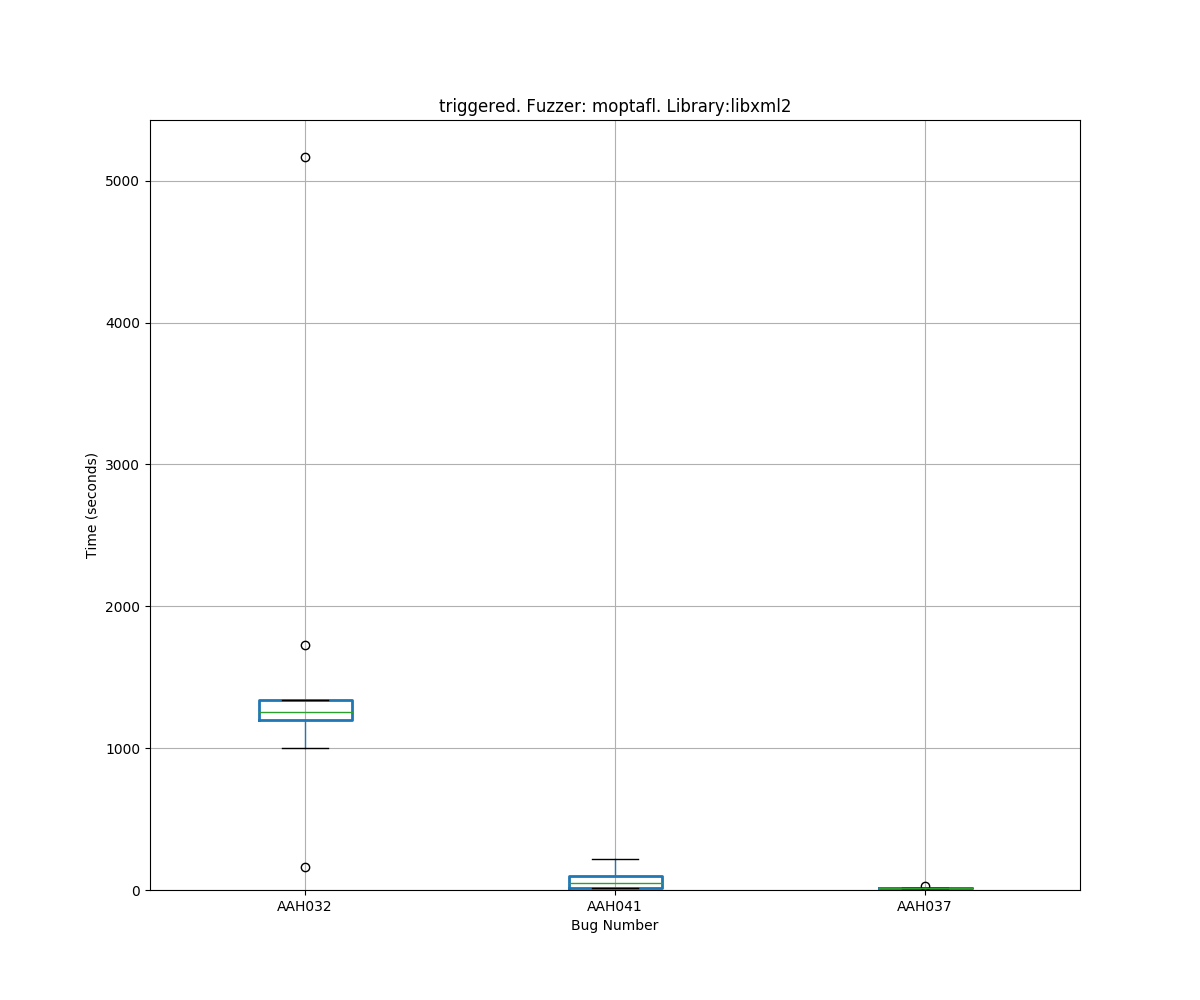 triggered. Fuzzer: moptafl. Library:libxml2
5000
4000
3000
2000
1000
0
Time (seconds)
AAH032 AAH041 AAH037
Bug Number